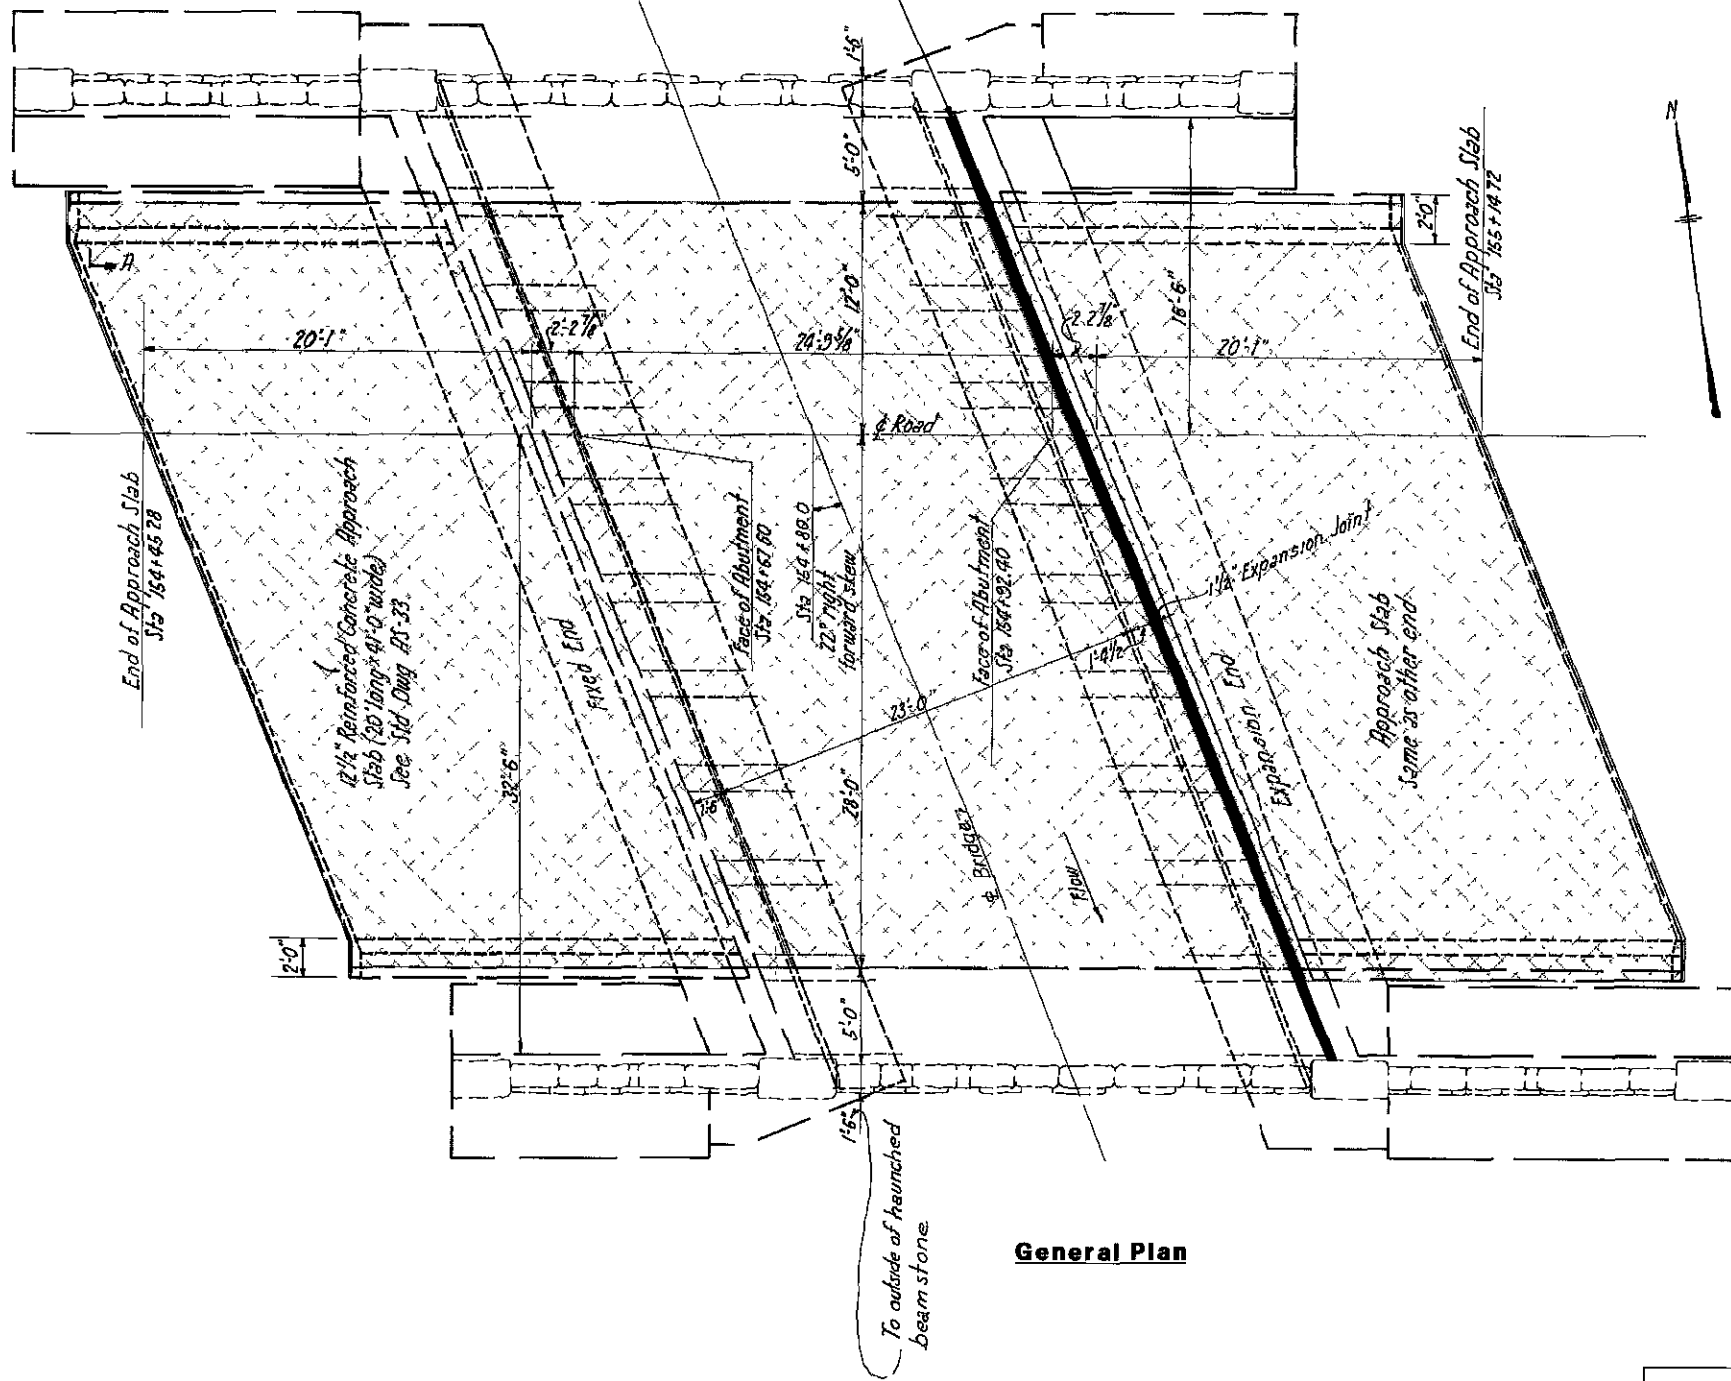 1'-6"
N
5'-0"
End of Approach Slab
Sta 155+14.72
2'-0"
A
12'-0"
16'-6"
20'-1"
2'-2 7/8"
24'-9 5/8"
2'-2 7/8"
20'-1"
℄ Road
End of Approach Slab
Sta 154+45.28
12 1/2" Reinforced Concrete Approach
Slab (20' long x 41'-0" wide)
See Std Dwg AS-33
Fixed End
Face of Abutment
Sta. 154+67.60
Sta 154+80.0
22° right
forward skew
Face of Abutment
Sta 154+92.40
1 1/2" Expansion Joint
1'-4 1/2"
Expansion End
Approach Slab
Same as other end
32'-6"
23'-0"
1'-6"
28'-0"
℄ Bridge
Flow
2'-0"
5'-0"
1'-6"
To outside of haunched
beam stone
General Plan